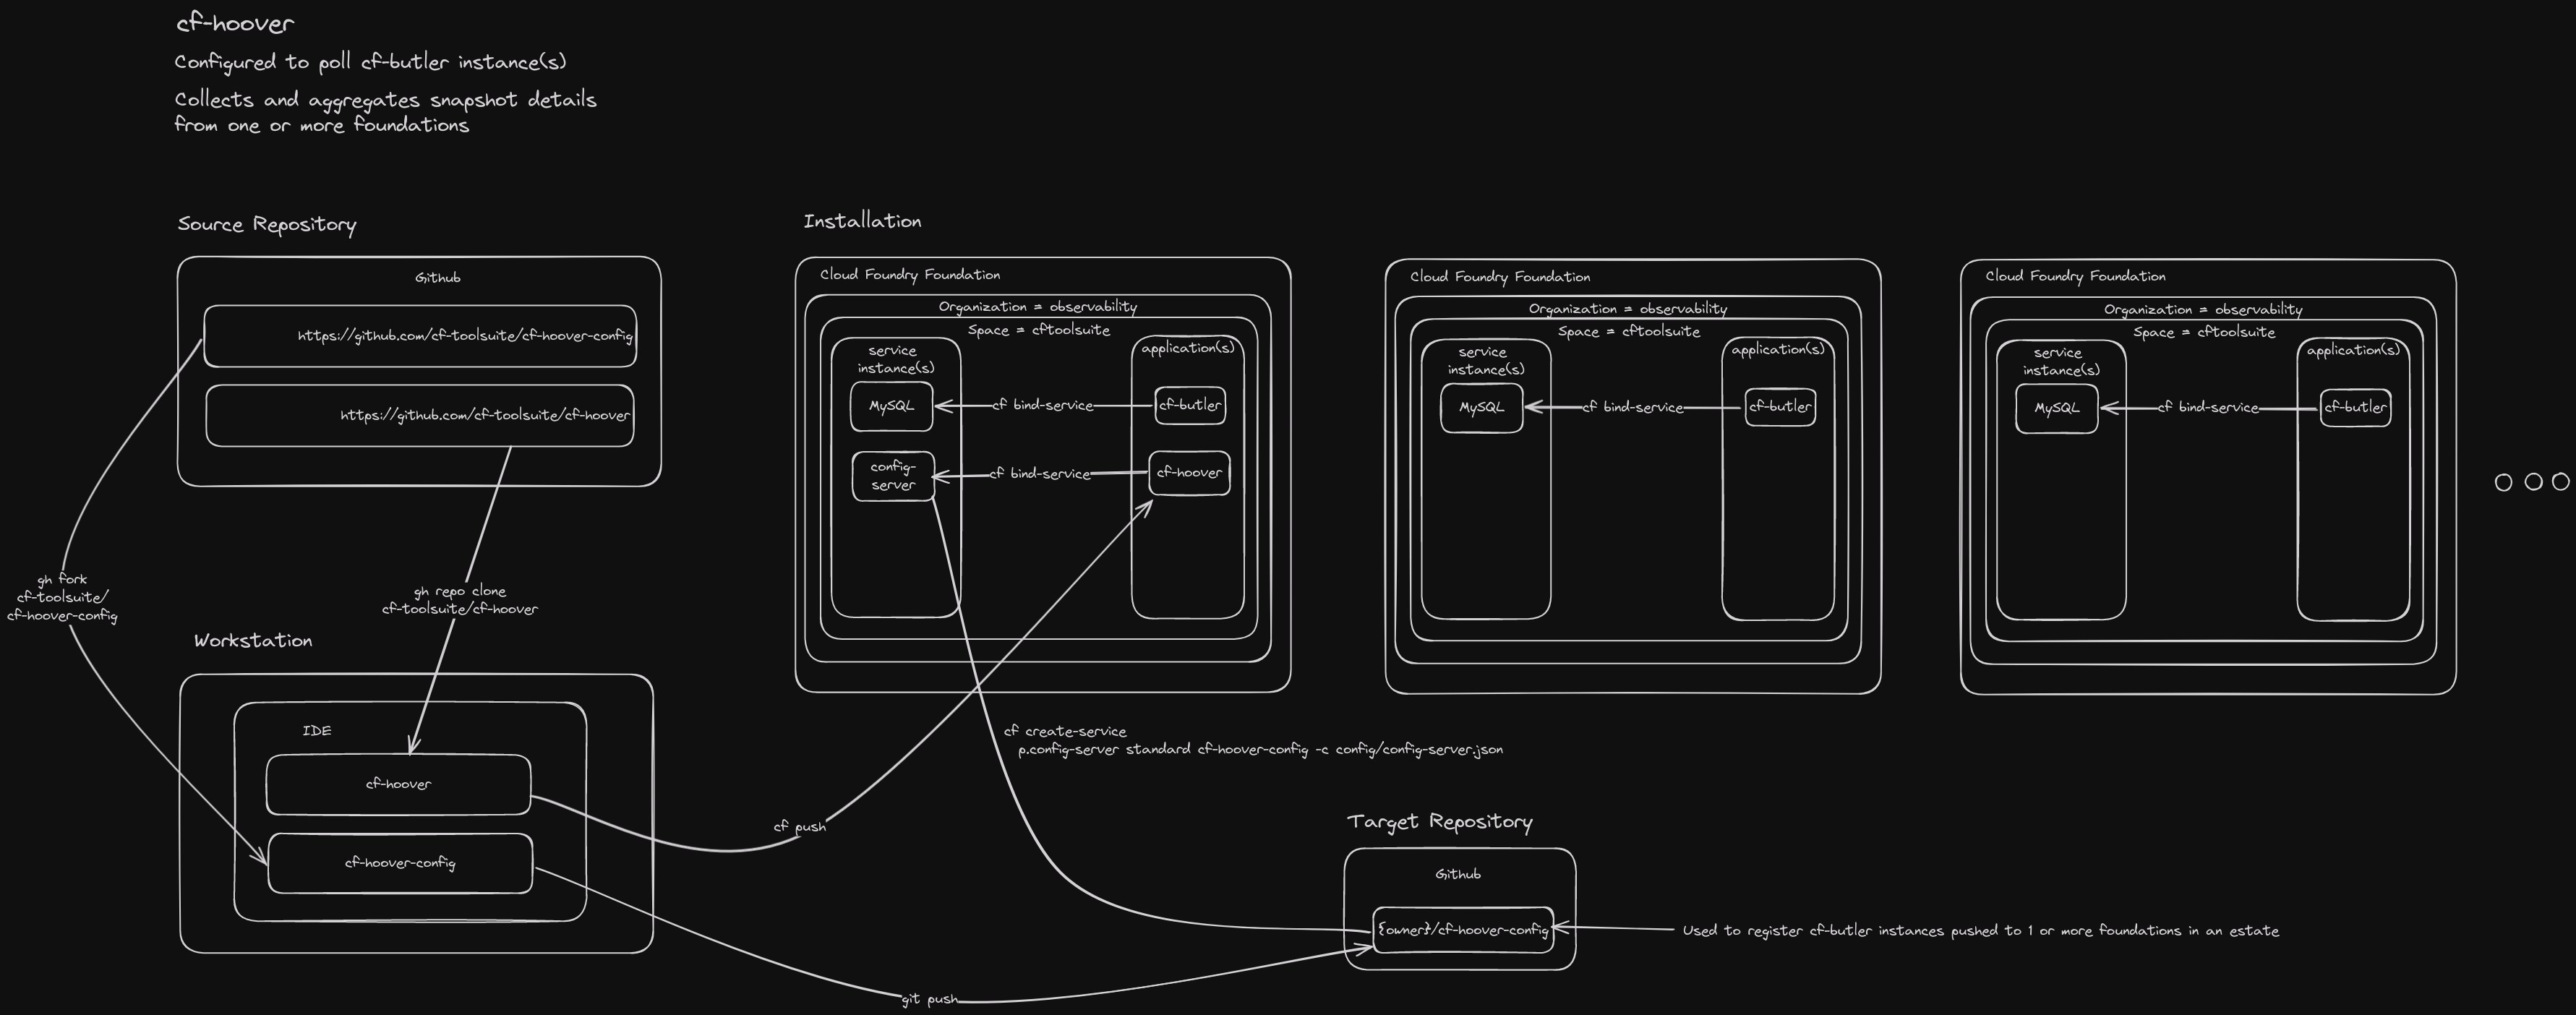 cf-hoover
Configured to poll cf-butler instance(s)
Collects and aggregates snapshot details
from one or more foundations
Source Repository
Github
https://github.com/cf-toolsuite/cf-hoover-config
https://github.com/cf-toolsuite/cf-hoover
gh fork
cf-toolsuite/
cf-hoover-config
gh repo clone
cf-toolsuite/cf-hoover
Workstation
IDE
cf-hoover
cf-hoover-config
cf push
git push
Installation
Cloud Foundry Foundation
Organization = observability
Space = cftoolsuite
service
instance(s)
application(s)
MySQL
cf bind-service
cf-butler
config-
server
cf bind-service
cf-hoover
Cloud Foundry Foundation
Organization = observability
Space = cftoolsuite
service
instance(s)
application(s)
MySQL
cf bind-service
cf-butler
Cloud Foundry Foundation
Organization = observability
Space = cftoolsuite
service
instance(s)
application(s)
MySQL
cf bind-service
cf-butler
cf create-service
p.config-server standard cf-hoover-config -c config/config-server.json
Target Repository
Github
{owner}/cf-hoover-config
Used to register cf-butler instances pushed to 1 or more foundations in an estate